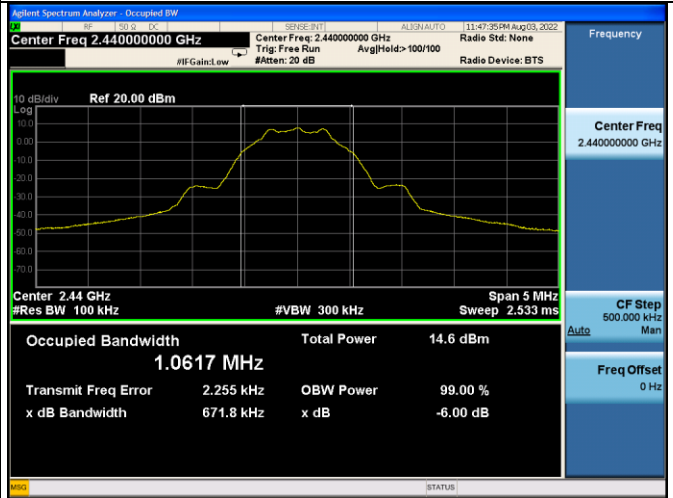 Agilent Spectrum Analyzer - Occupied BW
RF 50 Ω DC SENSE:INT ALIGN AUTO 11:47:35 PM Aug 03, 2022
Center Freq 2.440000000 GHz Center Freq: 2.440000000 GHz Radio Std: None
Trig: Free Run Avg|Hold:>100/100
#IFGain:Low #Atten: 20 dB Radio Device: BTS
Frequency
10 dB/div Ref 20.00 dBm
Log
10.0
0.00
-10.0
-20.0
-30.0
-40.0
-50.0
-60.0
-70.0
Center Freq
2.440000000 GHz
Center 2.44 GHz Span 5 MHz
#Res BW 100 kHz #VBW 300 kHz Sweep 2.533 ms
CF Step
500.000 kHz
Auto Man
Occupied Bandwidth Total Power 14.6 dBm
1.0617 MHz
Transmit Freq Error 2.255 kHz OBW Power 99.00 %
x dB Bandwidth 671.8 kHz x dB -6.00 dB
Freq Offset
0 Hz
MSG STATUS